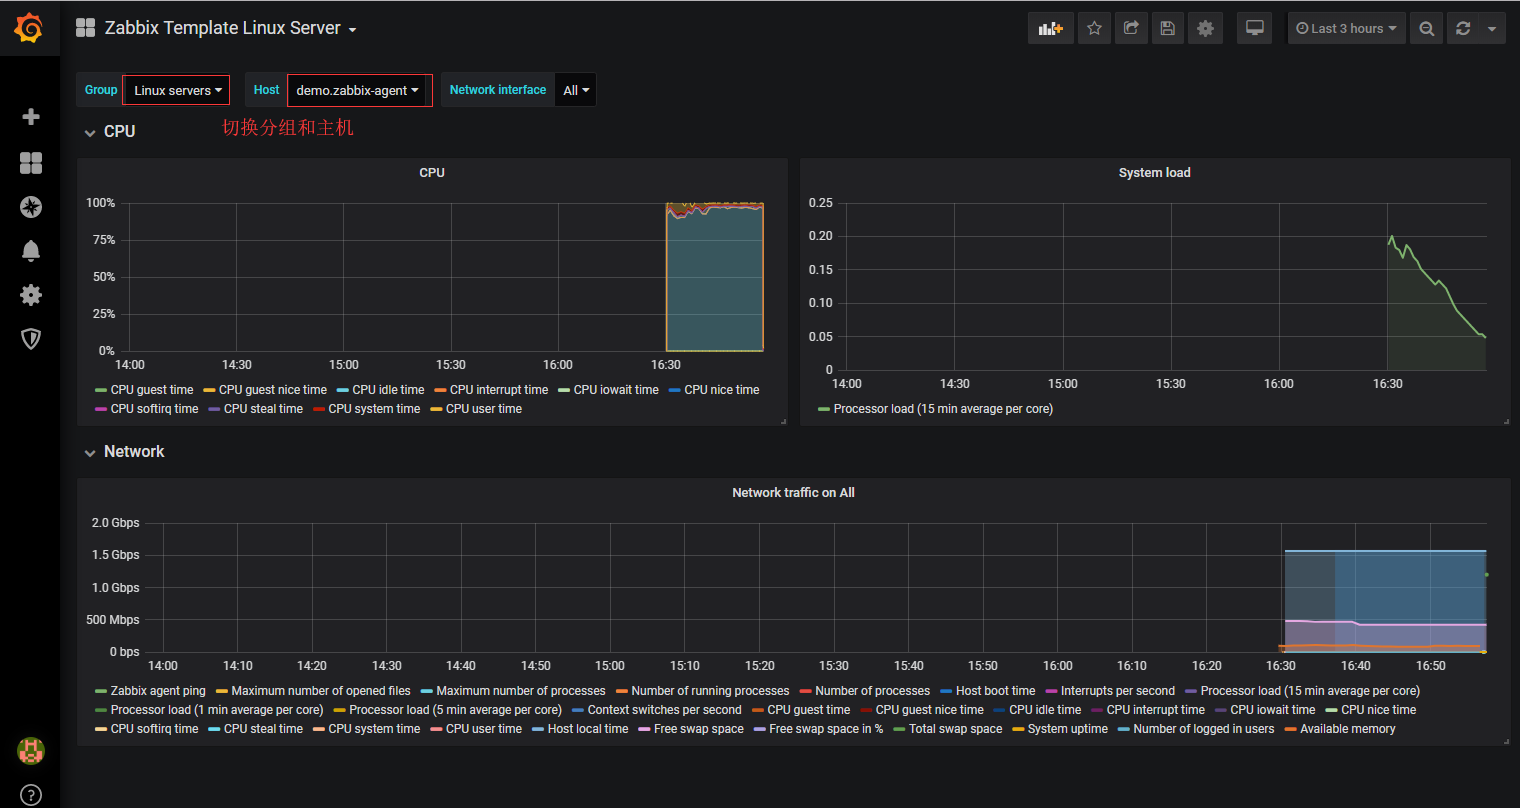 Zabbix Template Linux Server
Last 3 hours
Group Linux servers Host demo.zabbix-agent Network interface All
切换分组和主机
CPU
CPU
100%
75%
50%
25%
0%
14:00 14:30 15:00 15:30 16:00 16:30
CPU guest time CPU guest nice time CPU idle time CPU interrupt time CPU iowait time CPU nice time
CPU softirq time CPU steal time CPU system time CPU user time
System load
0.25
0.20
0.15
0.10
0.05
0
14:00 14:30 15:00 15:30 16:00 16:30
Processor load (15 min average per core)
Network
Network traffic on All
2.0 Gbps
1.5 Gbps
1.0 Gbps
500 Mbps
0 bps
14:00 14:10 14:20 14:30 14:40 14:50 15:00 15:10 15:20 15:30 15:40 15:50 16:00 16:10 16:20 16:30 16:40 16:50
Zabbix agent ping Maximum number of opened files Maximum number of processes Number of running processes Number of processes Host boot time Interrupts per second Processor load (15 min average per core)
Processor load (1 min average per core) Processor load (5 min average per core) Context switches per second CPU guest time CPU guest nice time CPU idle time CPU interrupt time CPU iowait time CPU nice time
CPU softirq time CPU steal time CPU system time CPU user time Host local time Free swap space Free swap space in % Total swap space System uptime Number of logged in users Available memory
?